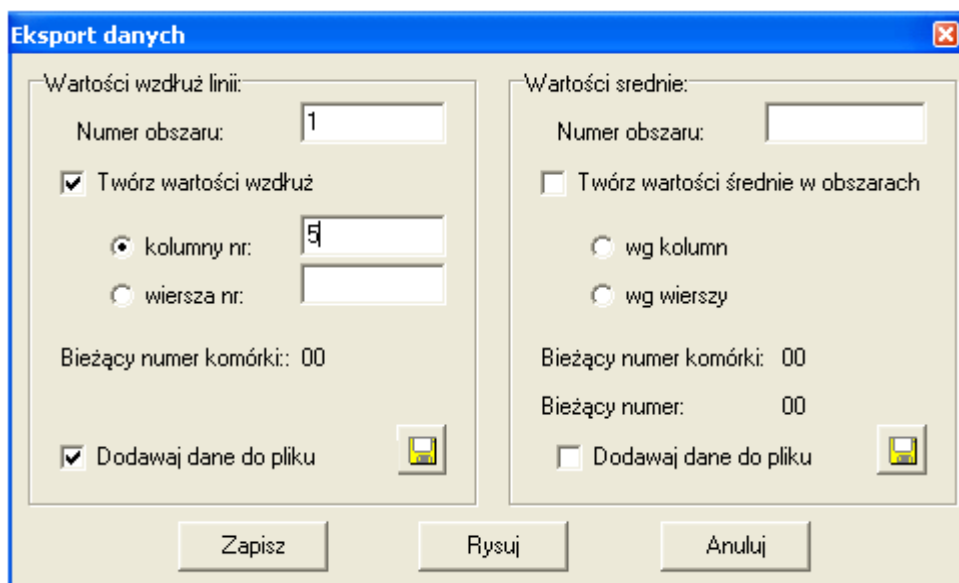 Eksport danych
Wartości wzdłuż linii:
Numer obszaru: 1
Twórz wartości wzdłuż
kolumny nr: 5
wiersza nr:
Bieżący numer komórki:: 00
Dodawaj dane do pliku
Wartości srednie:
Numer obszaru:
Twórz wartości średnie w obszarach
wg kolumn
wg wierszy
Bieżący numer komórki: 00
Bieżący numer: 00
Dodawaj dane do pliku
Zapisz
Rysuj
Anuluj